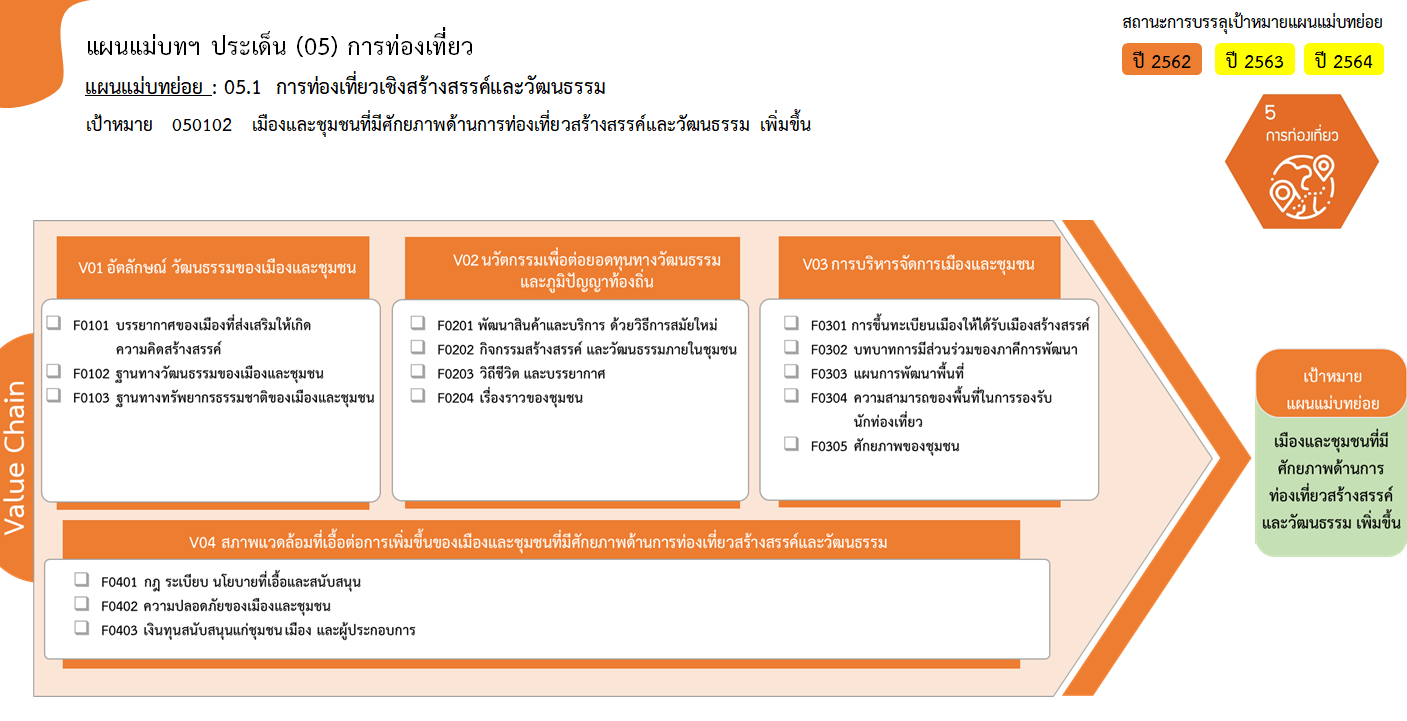 สถานะการบรรลุเป้าหมายแผนแม่บทย่อย
ปี 2562
ปี 2563
ปี 2564
แผนแม่บทฯ ประเด็น (05) การท่องเที่ยว
แผนแม่บทย่อย : 05.1 การท่องเที่ยวเชิงสร้างสรรค์และวัฒนธรรม
เป้าหมาย 050102 เมืองและชุมชนที่มีศักยภาพด้านการท่องเที่ยวสร้างสรรค์และวัฒนธรรม เพิ่มขึ้น
5
การท่องเที่ยว
Value Chain
V01 อัตลักษณ์ วัฒนธรรมของเมืองและชุมชน
F0101 บรรยากาศของเมืองที่ส่งเสริมให้เกิด
ความคิดสร้างสรรค์
F0102 ฐานทางวัฒนธรรมของเมืองและชุมชน
F0103 ฐานทางทรัพยากรธรรมชาติของเมืองและชุมชน
V02 นวัตกรรมเพื่อต่อยอดทุนทางวัฒนธรรม
และภูมิปัญญาท้องถิ่น
F0201 พัฒนาสินค้าและบริการ ด้วยวิธีการสมัยใหม่
F0202 กิจกรรมสร้างสรรค์ และวัฒนธรรมภายในชุมชน
F0203 วิถีชีวิต และบรรยากาศ
F0204 เรื่องราวของชุมชน
V03 การบริหารจัดการเมืองและชุมชน
F0301 การขึ้นทะเบียนเมืองให้ได้รับเมืองสร้างสรรค์
F0302 บทบาทการมีส่วนร่วมของภาคีการพัฒนา
F0303 แผนการพัฒนาพื้นที่
F0304 ความสามารถของพื้นที่ในการรองรับ
นักท่องเที่ยว
F0305 ศักยภาพของชุมชน
V04 สภาพแวดล้อมที่เอื้อต่อการเพิ่มขึ้นของเมืองและชุมชนที่มีศักยภาพด้านการท่องเที่ยวสร้างสรรค์และวัฒนธรรม
F0401 กฎ ระเบียบ นโยบายที่เอื้อและสนับสนุน
F0402 ความปลอดภัยของเมืองและชุมชน
F0403 เงินทุนสนับสนุนแก่ชุมชน เมือง และผู้ประกอบการ
เป้าหมาย
แผนแม่บทย่อย
เมืองและชุมชนที่มี
ศักยภาพด้านการ
ท่องเที่ยวสร้างสรรค์
และวัฒนธรรม เพิ่มขึ้น